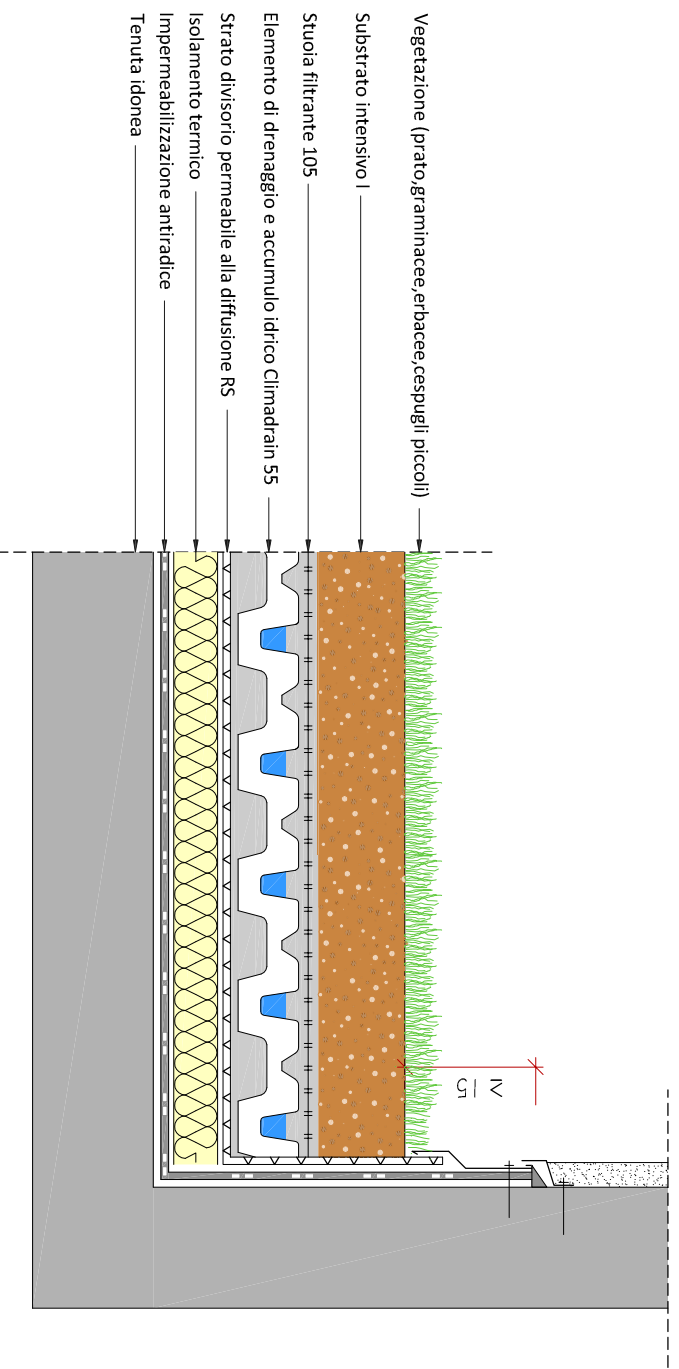 Vegetazione (prato,graminacee,erbacee,cespugli piccoli)
Substrato intensivo I
Stuoia filtrante 105
Elemento di drenaggio e accumulo idrico Climadrain 55
Strato divisorio permeabile alla diffusione RS
Isolamento termico
Impermeabilizzazione antiradice
Tenuta idonea
≥ 15